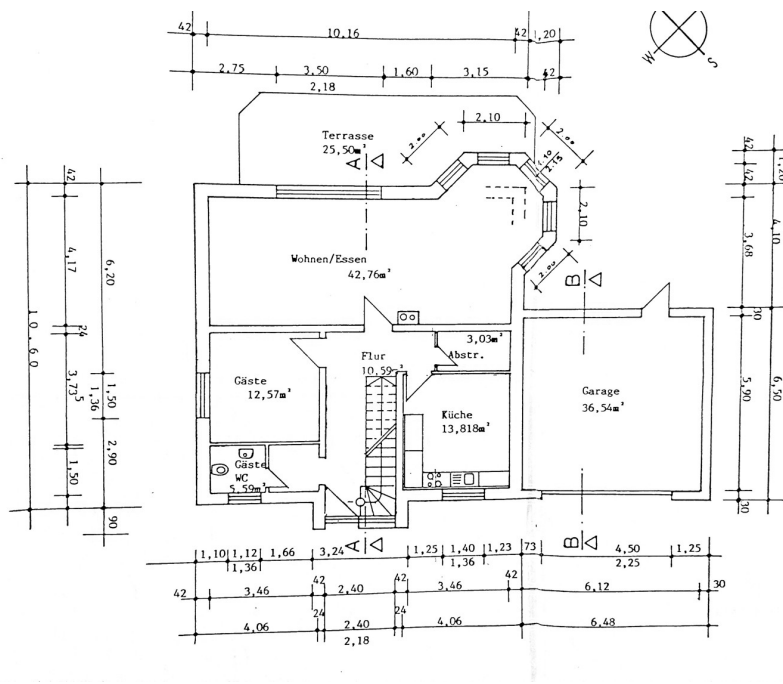 42
10,16
42
1,20
W
S
2,75
3,50
1,60
3,15
42
2,18
2,10
Terrasse
25,50m²
A
2.00
2.00
1.10
2.15
2,10
2.00
B
Wohnen/Essen
42,76m²
3,03m²
Abstr.
Flur
10,59m²
Gäste
12,57m²
Küche
13,818m²
Garage
36,54m²
Gäste
WC
5,59m²
A
B
42
4,17
24
3,73⁵
1,50
10.60
6,20
1,50
1,36
2,90
90
42
42
3,68
30
5,90
30
1,20
4,10
6,50
1,10
1,12
1,66
3,24
1,25
1,40
1,23
73
4,50
1,25
1,36
1,36
2,25
42
3,46
42
2,40
42
3,46
42
6,12
30
4,06
24
2,40
24
4,06
6,48
2,18